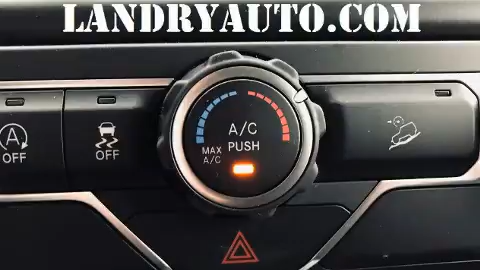 LANDRYAUTO.COM
A
OFF
OFF
A/C
PUSH
MAX
A/C